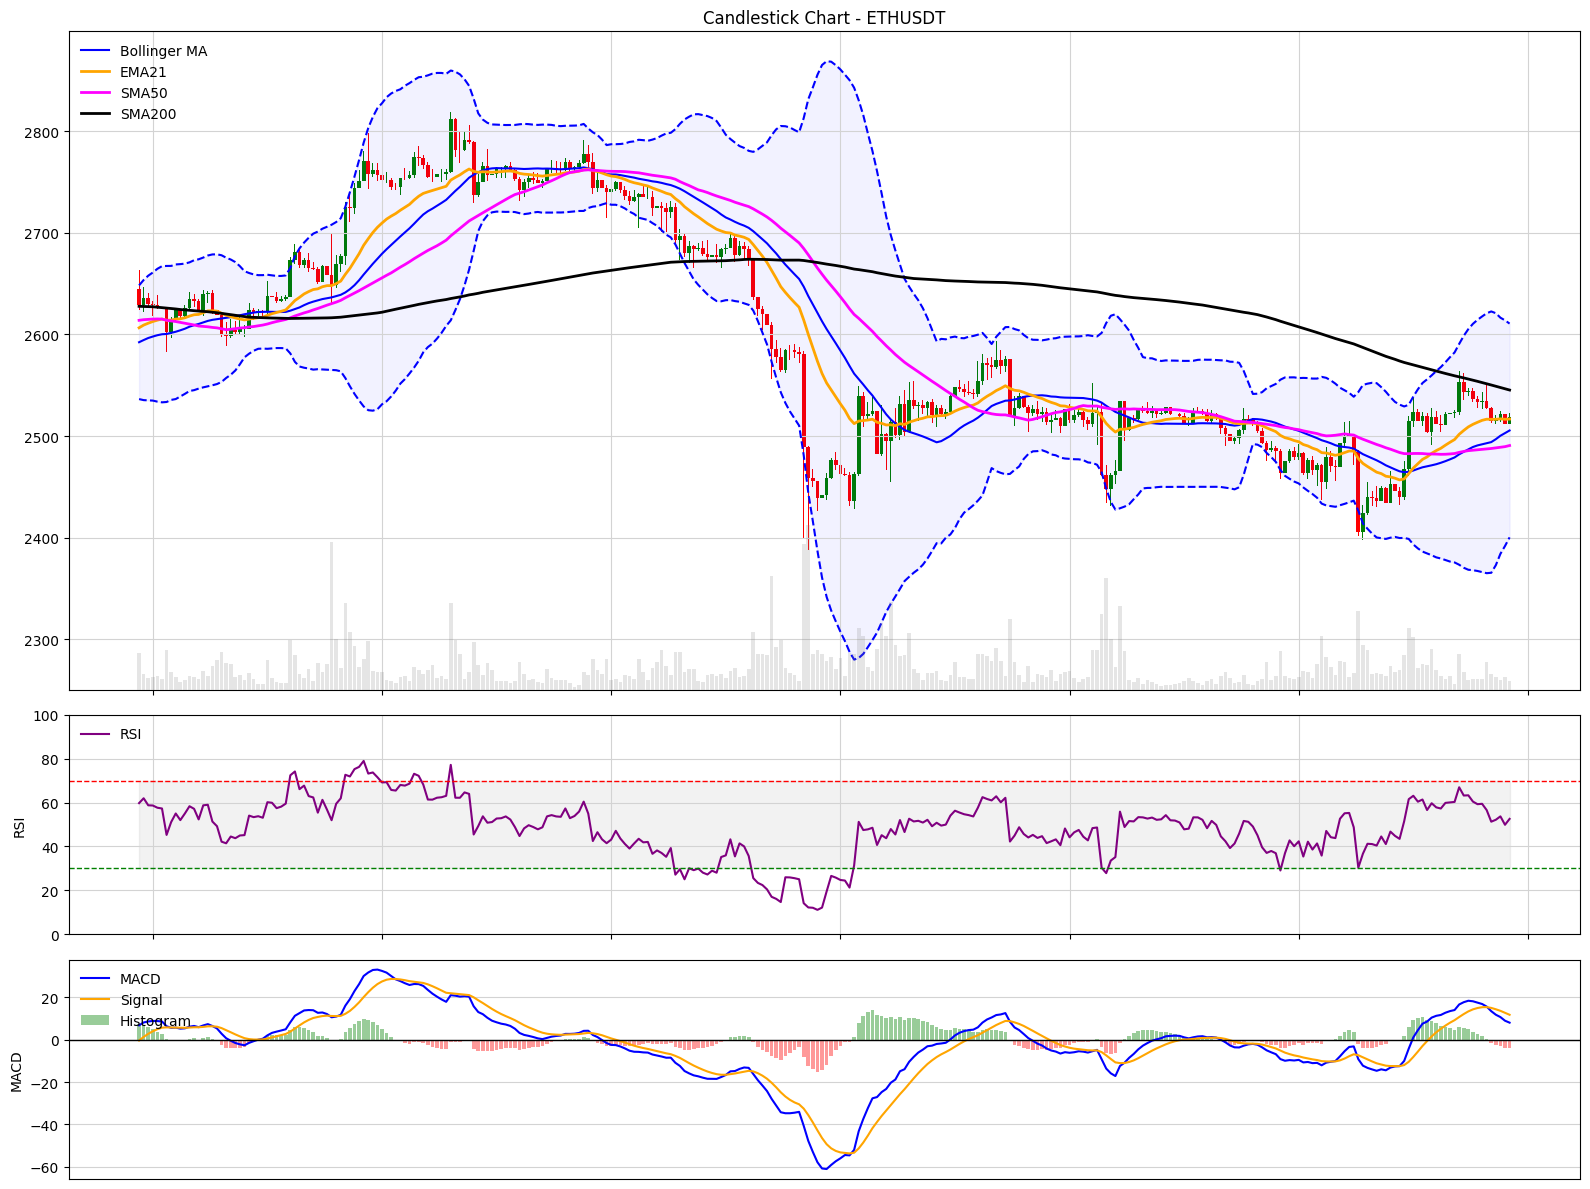 Candlestick Chart - ETHUSDT
Bollinger MA
EMA21
SMA50
SMA200
2800
2700
2600
2500
2400
2300
RSI
100
80
60
40
20
0
RSI
MACD
Signal
Histogram
20
0
−20
−40
−60
MACD